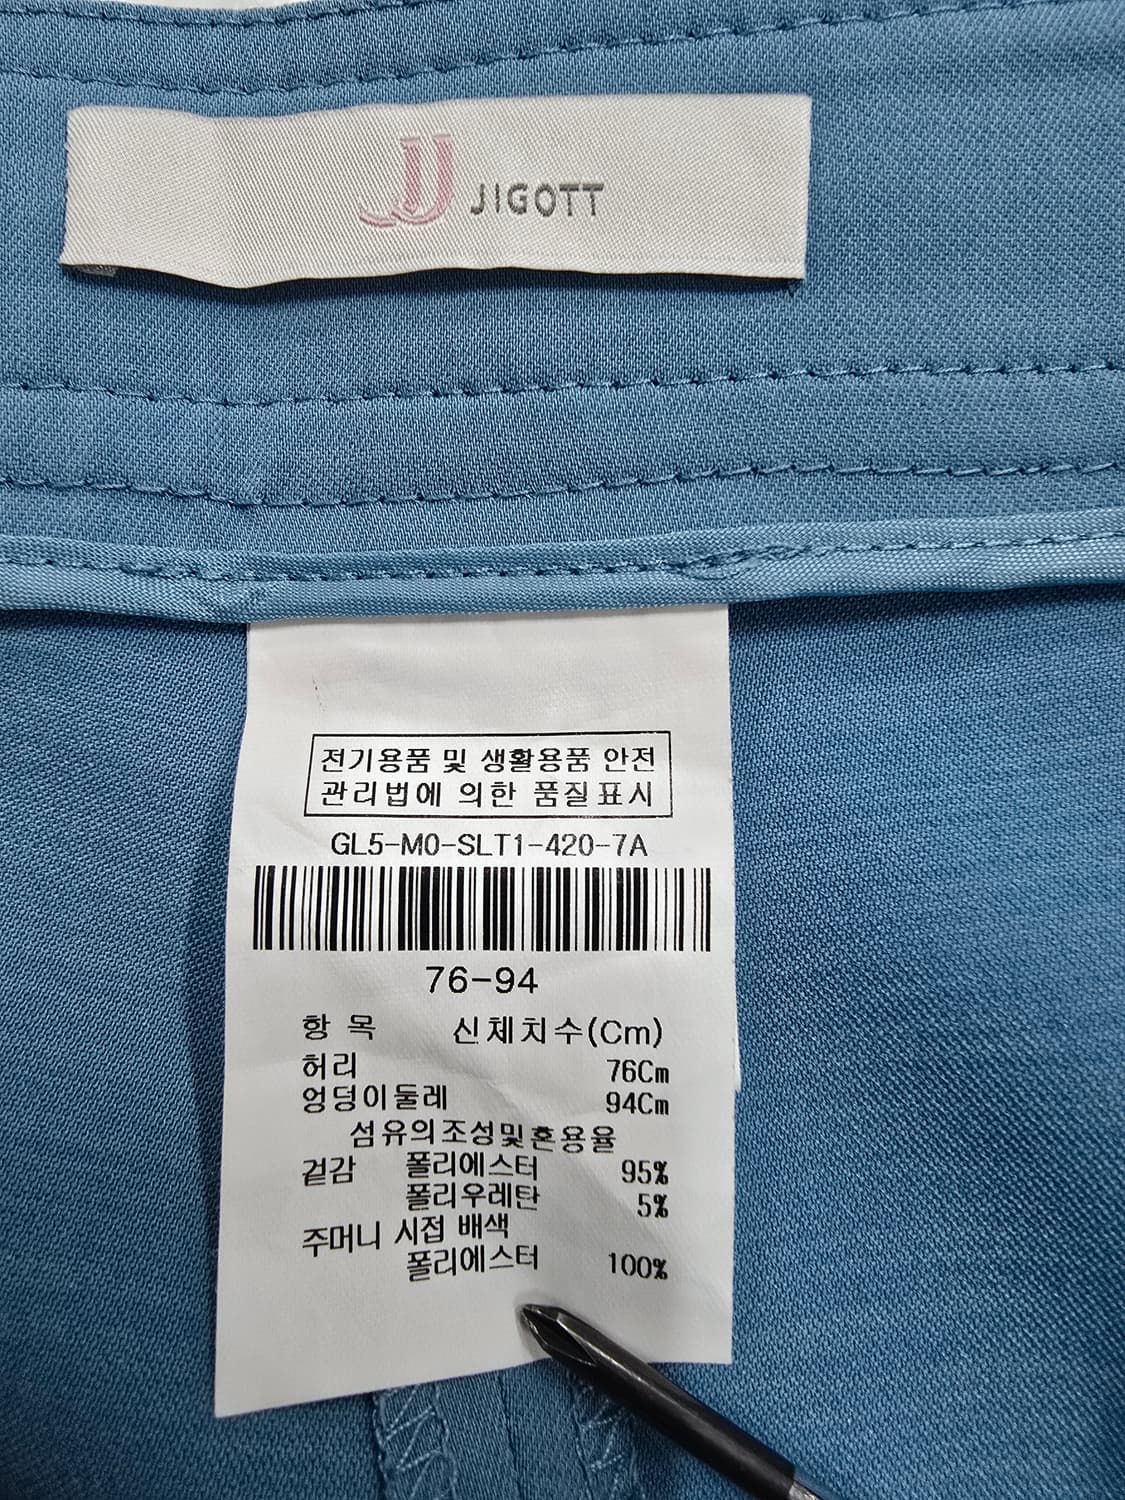 JJ JIGOTT
전기용품 및 생활용품 안전
관리법에 의한 품질표시
GL5-M0-SLT1-420-7A
76-94
항 목 신체치수(Cm)
허리 76Cm
엉덩이둘레 94Cm
섬유의조성및혼용율
겉감 폴리에스터 95%
폴리우레탄 5%
주머니 시접 배색
폴리에스터 100%